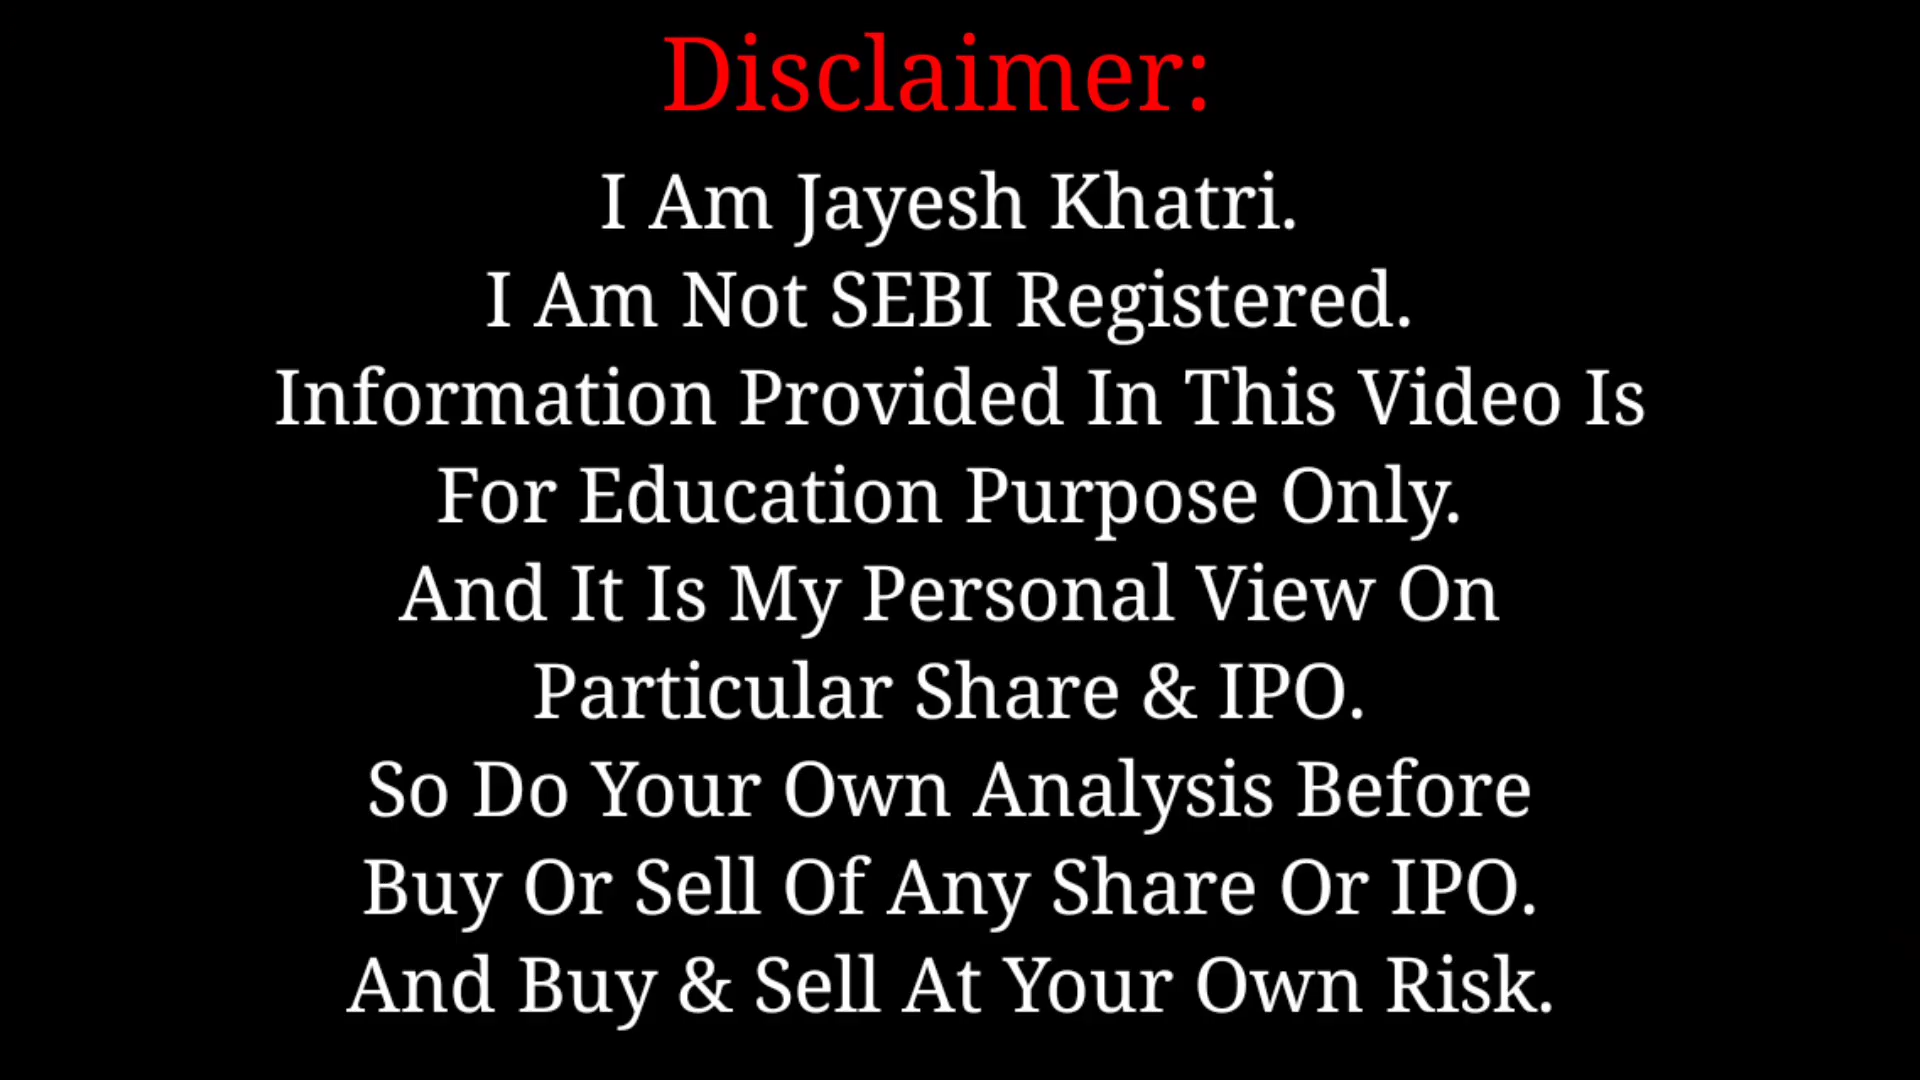 Disclaimer:
I Am Jayesh Khatri.
I Am Not SEBI Registered.
Information Provided In This Video Is
For Education Purpose Only.
And It Is My Personal View On
Particular Share & IPO.
So Do Your Own Analysis Before
Buy Or Sell Of Any Share Or IPO.
And Buy & Sell At Your Own Risk.